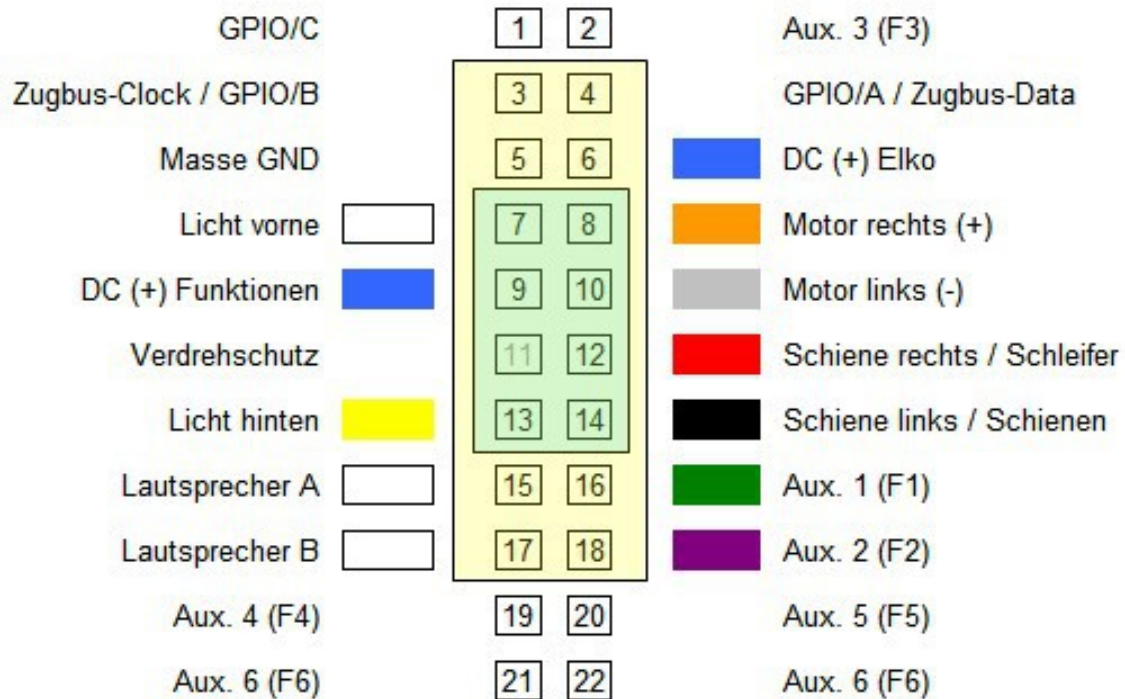 GPIO/C 1 2 Aux. 3 (F3)
Zugbus-Clock / GPIO/B 3 4 GPIO/A / Zugbus-Data
Masse GND 5 6 DC (+) Elko
Licht vorne 7 8 Motor rechts (+)
DC (+) Funktionen 9 10 Motor links (-)
Verdrehschutz 11 12 Schiene rechts / Schleifer
Licht hinten 13 14 Schiene links / Schienen
Lautsprecher A 15 16 Aux. 1 (F1)
Lautsprecher B 17 18 Aux. 2 (F2)
Aux. 4 (F4) 19 20 Aux. 5 (F5)
Aux. 6 (F6) 21 22 Aux. 6 (F6)